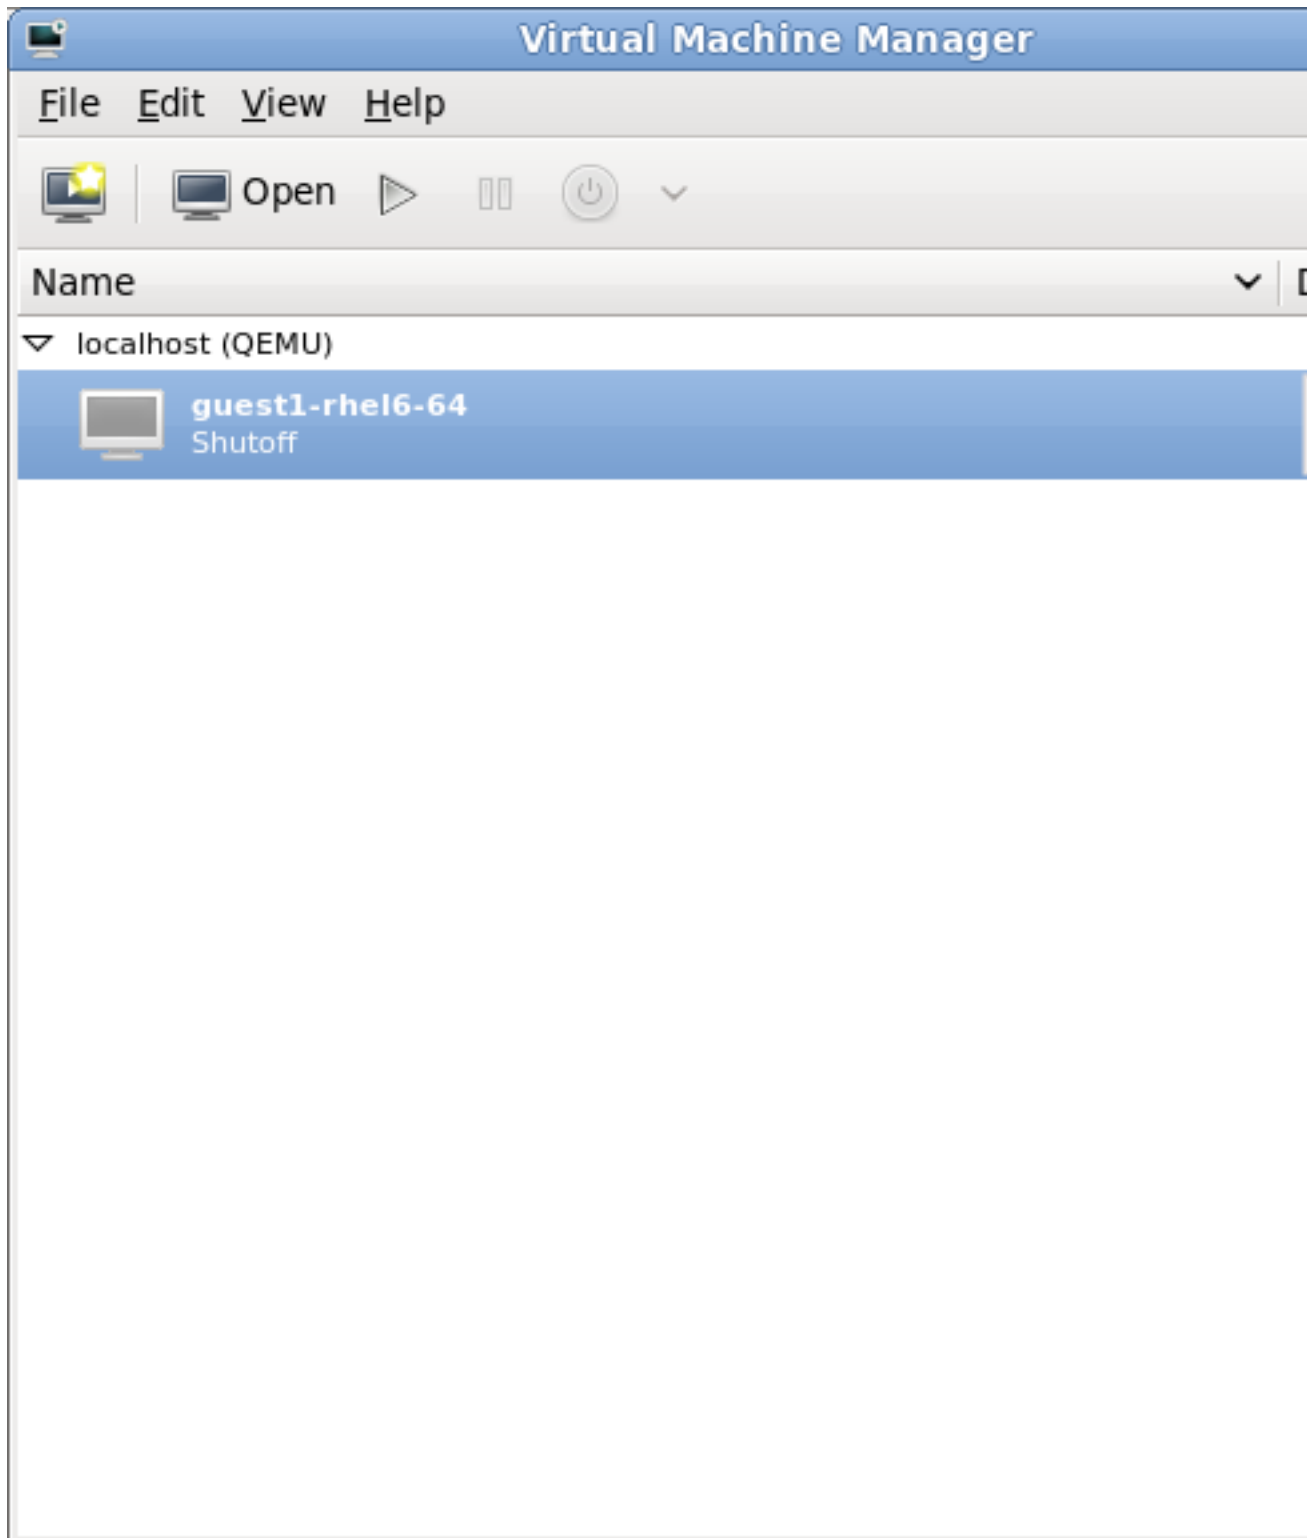 Virtual Machine Manager
File Edit View Help
Open
Name
localhost (QEMU)
guest1-rhel6-64
Shutoff